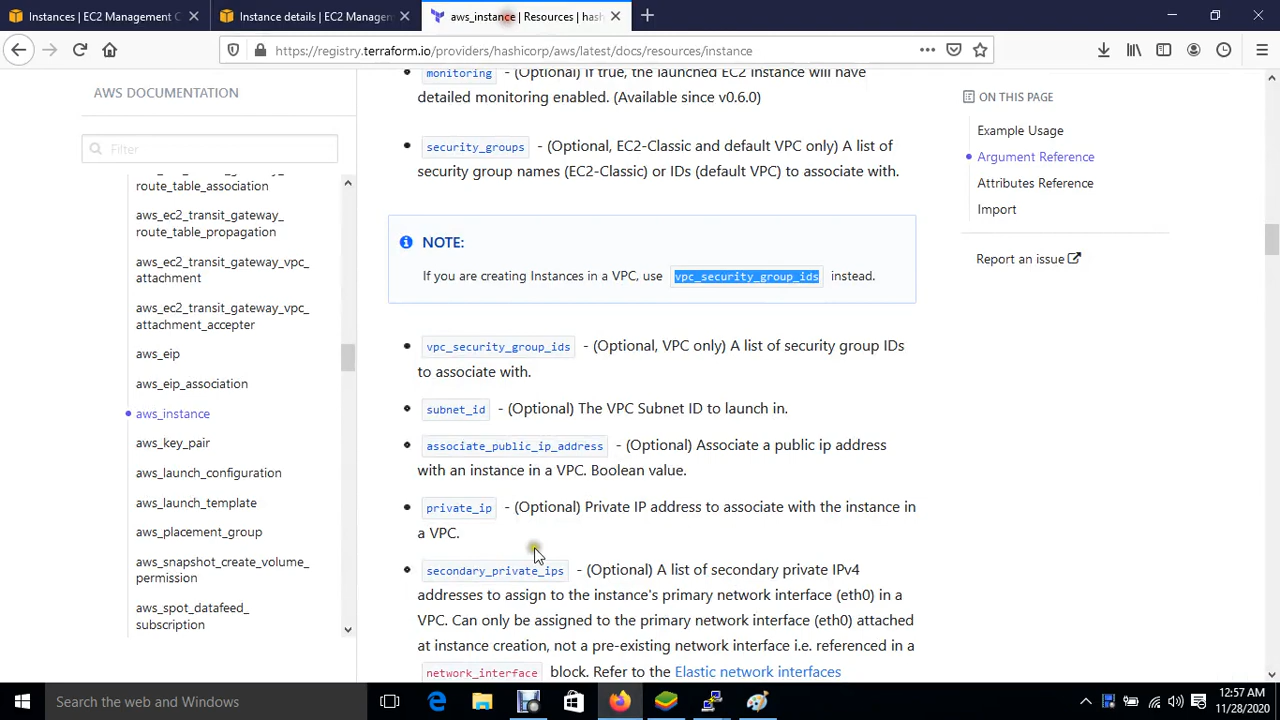 Instances | EC2 Management C
Instance details | EC2 Managem
aws_instance | Resources | hash
https://registry.terraform.io/providers/hashicorp/aws/latest/docs/resources/instance
AWS DOCUMENTATION
Filter
route_table_association
aws_ec2_transit_gateway_
route_table_propagation
aws_ec2_transit_gateway_vpc_
attachment
aws_ec2_transit_gateway_vpc_
attachment_accepter
aws_eip
aws_eip_association
aws_instance
aws_key_pair
aws_launch_configuration
aws_launch_template
aws_placement_group
aws_snapshot_create_volume_
permission
aws_spot_datafeed_
subscription
monitoring - (Optional) If true, the launched EC2 instance will have
detailed monitoring enabled. (Available since v0.6.0)
security_groups - (Optional, EC2-Classic and default VPC only) A list of
security group names (EC2-Classic) or IDs (default VPC) to associate with.
NOTE:
If you are creating Instances in a VPC, use vpc_security_group_ids instead.
vpc_security_group_ids - (Optional, VPC only) A list of security group IDs
to associate with.
subnet_id - (Optional) The VPC Subnet ID to launch in.
associate_public_ip_address - (Optional) Associate a public ip address
with an instance in a VPC. Boolean value.
private_ip - (Optional) Private IP address to associate with the instance in
a VPC.
secondary_private_ips - (Optional) A list of secondary private IPv4
addresses to assign to the instance's primary network interface (eth0) in a
VPC. Can only be assigned to the primary network interface (eth0) attached
at instance creation, not a pre-existing network interface i.e. referenced in a
network_interface block. Refer to the Elastic network interfaces
ON THIS PAGE
Example Usage
Argument Reference
Attributes Reference
Import
Report an issue
Search the web and Windows
12:57 AM
11/28/2020